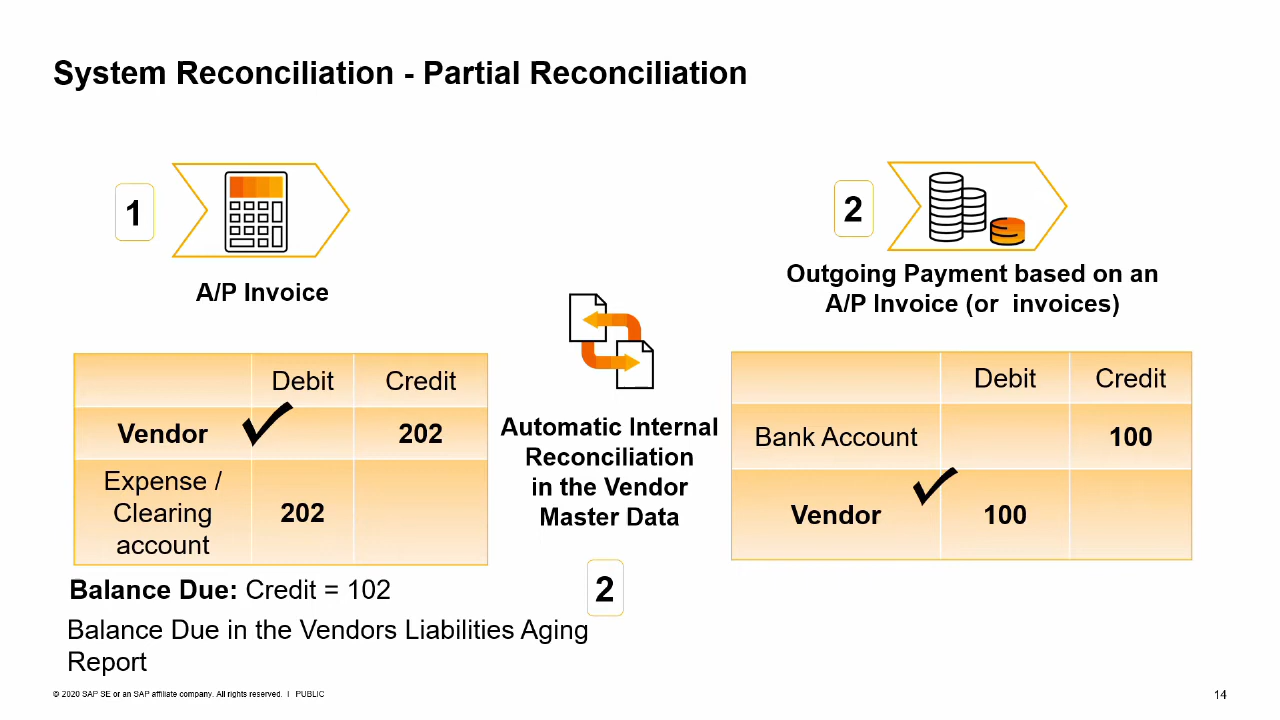 System Reconciliation - Partial Reconciliation
1
A/P Invoice
2
Outgoing Payment based on an
A/P Invoice (or invoices)
Debit Credit
Vendor 202
Expense /
Clearing
account
202
Automatic Internal
Reconciliation
in the Vendor
Master Data
2
Debit Credit
Bank Account 100
Vendor 100
Balance Due: Credit = 102
Balance Due in the Vendors Liabilities Aging
Report
© 2020 SAP SE or an SAP affiliate company. All rights reserved. I PUBLIC
14